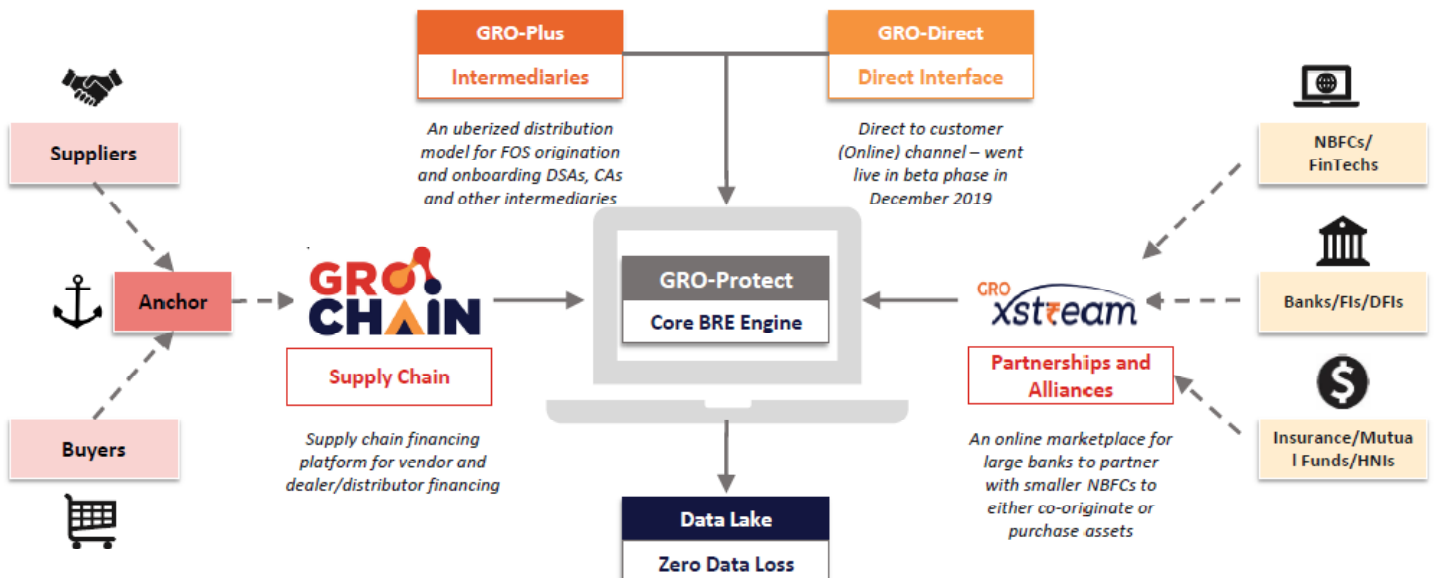 GRO-Plus
Intermediaries
An uberized distribution
model for FOS origination
and onboarding DSAs, CAs
and other intermediaries
GRO-Direct
Direct Interface
Direct to customer
(Online) channel – went
live in beta phase in
December 2019
Suppliers
Anchor
Buyers
GRO
CHAIN
Supply Chain
Supply chain financing
platform for vendor and
dealer/distributor financing
GRO-Protect
Core BRE Engine
Data Lake
Zero Data Loss
GRO
xstream
Partnerships and
Alliances
An online marketplace for
large banks to partner
with smaller NBFCs to
either co-originate or
purchase assets
NBFCs/
FinTechs
Banks/FIs/DFIs
Insurance/Mutua
l Funds/HNIs